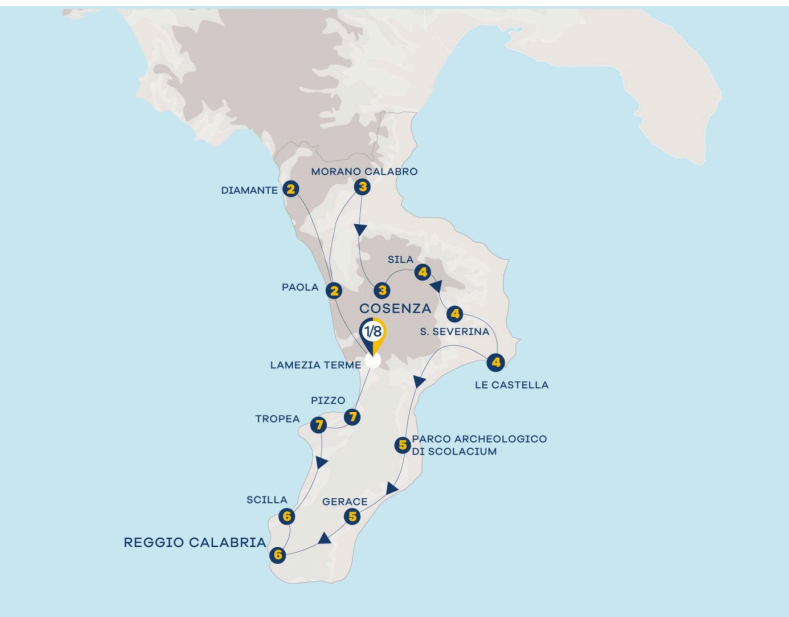 MORANO CALABRO
3
DIAMANTE 2
SILA
4
PAOLA 2
3
COSENZA
4
S. SEVERINA
1/8
LAMEZIA TERME
4
LE CASTELLA
PIZZO
7
TROPEA
7
5
PARCO ARCHEOLOGICO
DI SCOLACIUM
SCILLA
6
GERACE
5
REGGIO CALABRIA
6